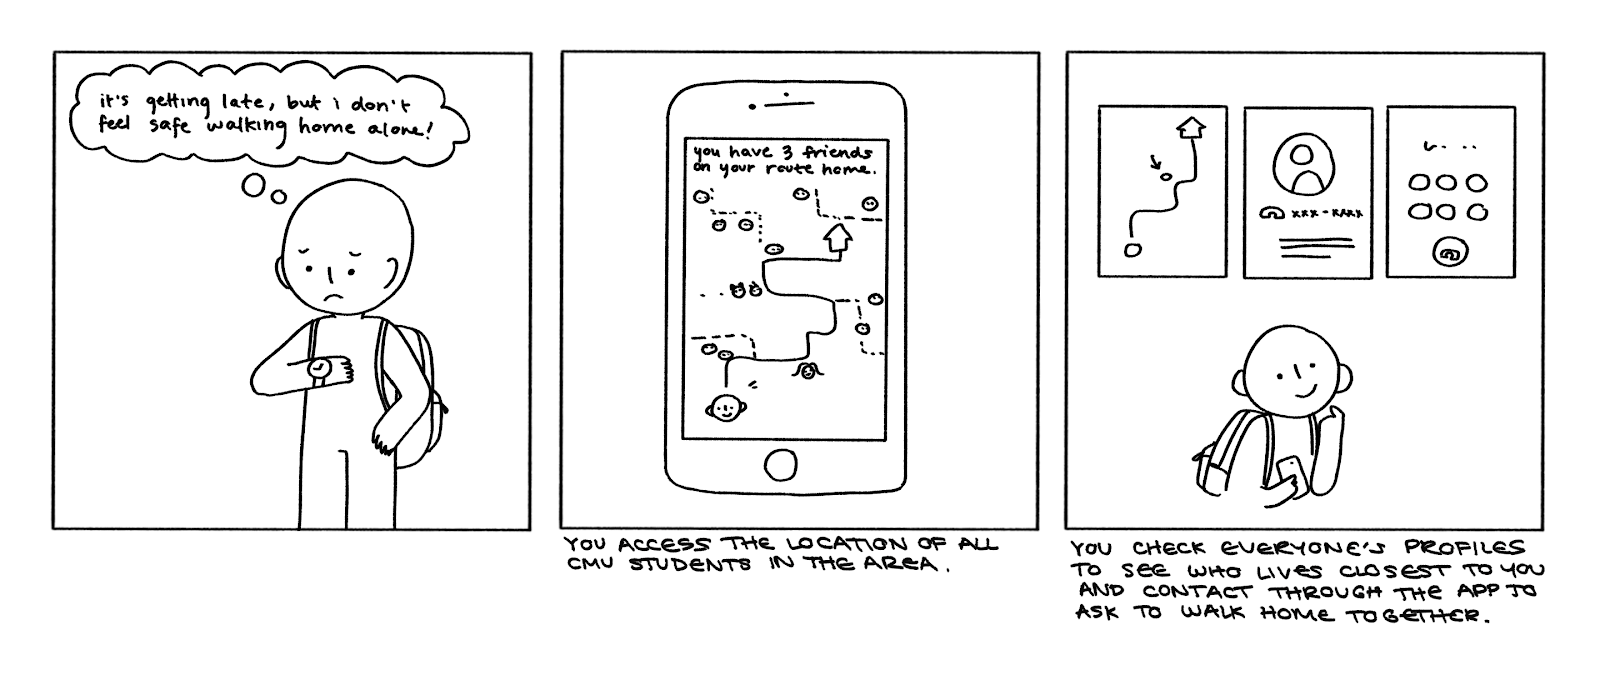 it's getting late, but i don't
feel safe walking home alone!
you have 3 friends
on your route home.
xxx-xxxx
YOU ACCESS THE LOCATION OF ALL
CMU STUDENTS IN THE AREA.
YOU CHECK EVERYONE'S PROFILES
TO SEE WHO LIVES CLOSEST TO YOU
AND CONTACT THROUGH THE APP TO
ASK TO WALK HOME TOGETHER.